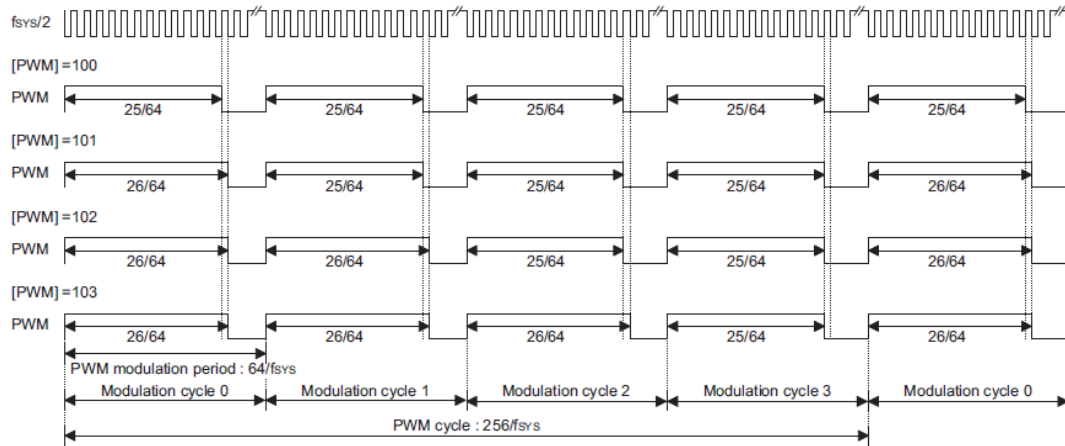 fSYS/2
[PWM] =100
PWM
25/64 25/64 25/64 25/64 25/64
[PWM] =101
PWM
26/64 25/64 25/64 25/64 26/64
[PWM] =102
PWM
26/64 26/64 25/64 25/64 26/64
[PWM] =103
PWM
26/64 26/64 26/64 25/64 26/64
PWM modulation period : 64/fSYS
Modulation cycle 0 Modulation cycle 1 Modulation cycle 2 Modulation cycle 3 Modulation cycle 0
PWM cycle : 256/fSYS